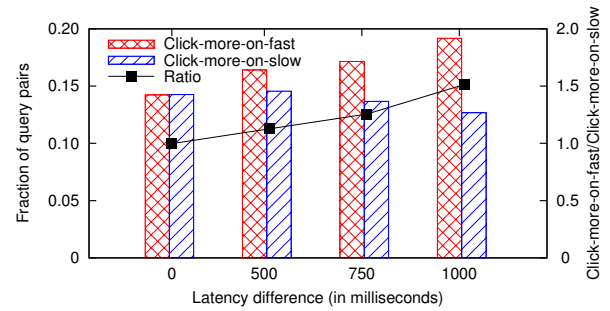 Click-more-on-fast
Click-more-on-slow
Ratio
Fraction of query pairs
0.20
0.15
0.10
0.05
0
2.0
1.5
1.0
0.5
0
Click-more-on-fast/Click-more-on-slow
0 500 750 1000
Latency difference (in milliseconds)